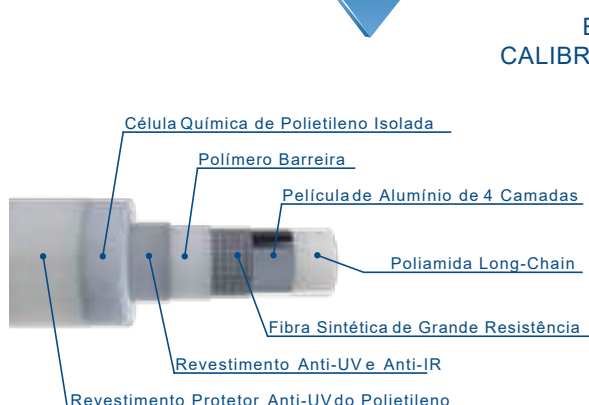 CALIBR
Célula Química de Polietileno Isolada
Polímero Barreira
Película de Alumínio de 4 Camadas
Poliamida Long-Chain
Fibra Sintética de Grande Resistência
Revestimento Anti-UV e Anti-IR
Revestimento Protetor Anti-UV do Polietileno